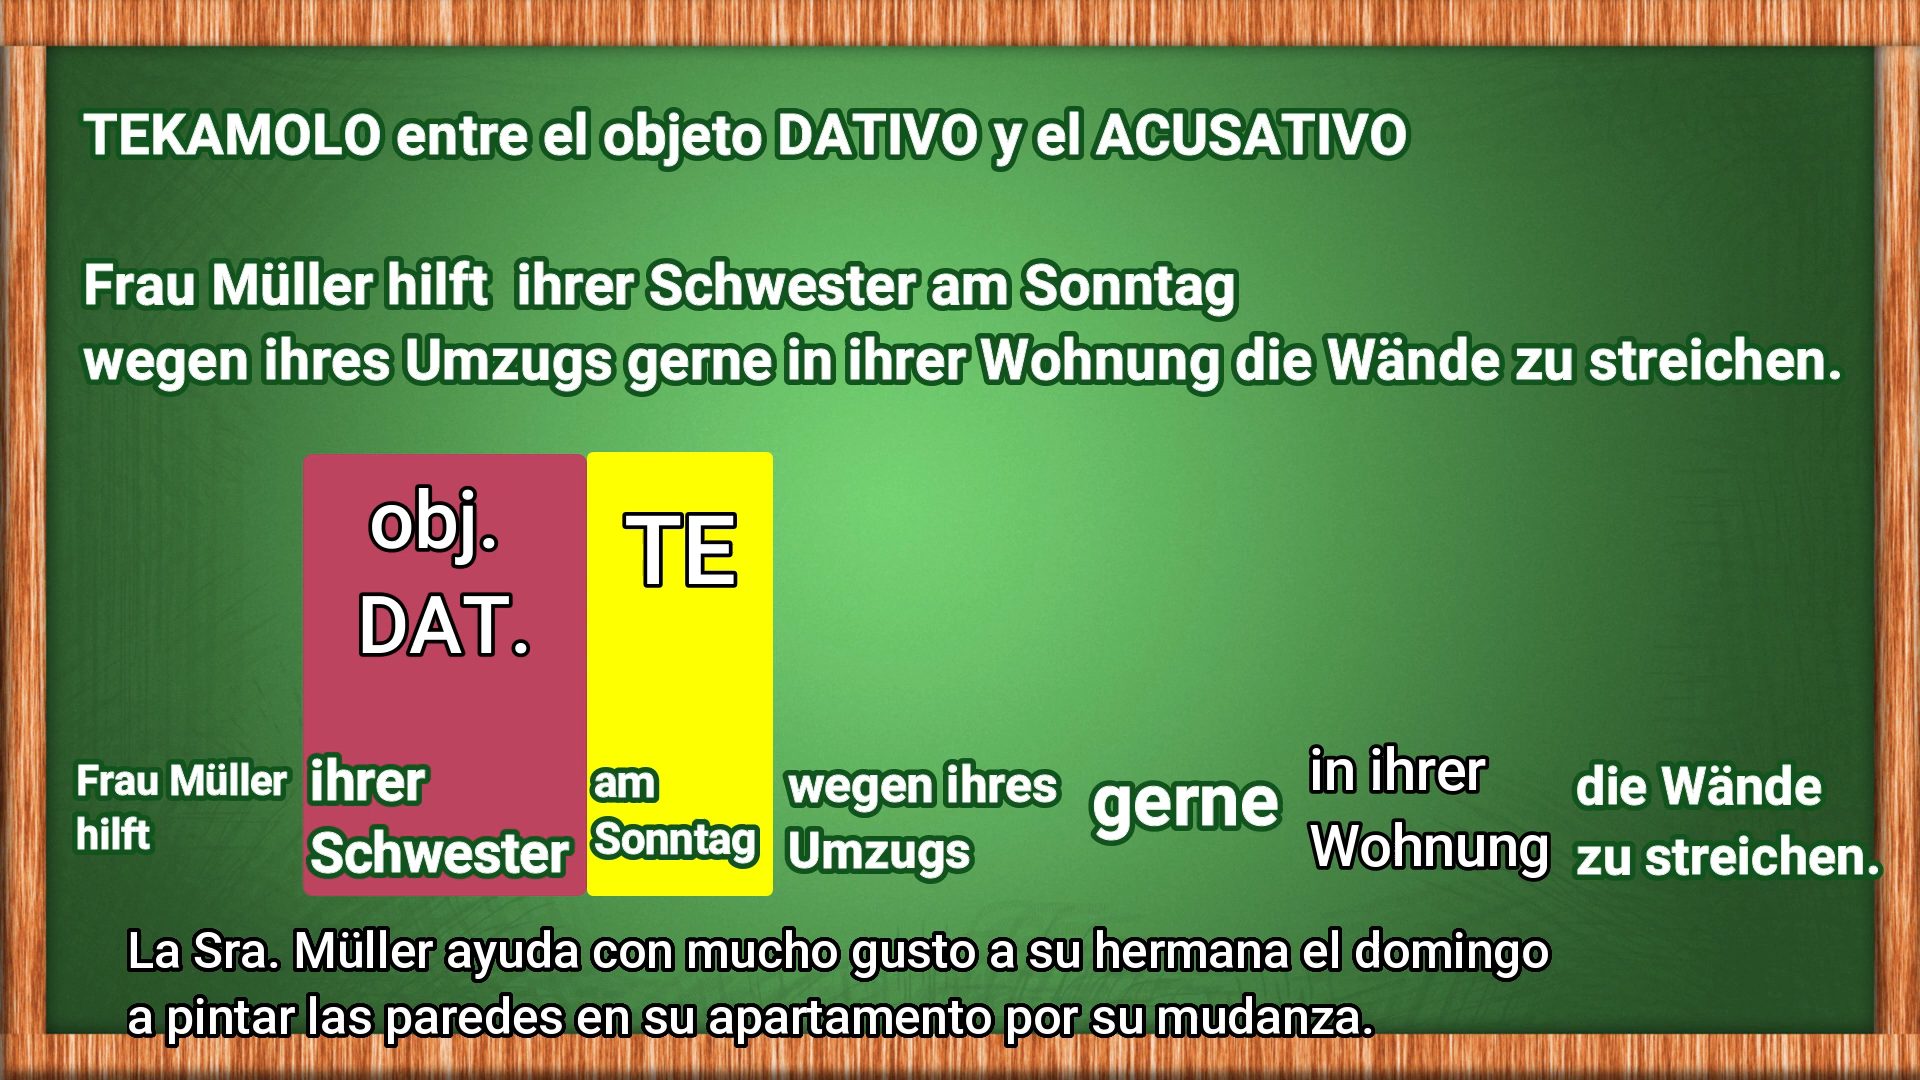 TEKAMOLO entre el objeto DATIVO y el ACUSATIVO
Frau Müller hilft  ihrer Schwester am Sonntag
wegen ihres Umzugs gerne in ihrer Wohnung die Wände zu streichen.
obj.
DAT.
TE
Frau Müller
hilft
ihrer
Schwester
am
Sonntag
wegen ihres
Umzugs
gerne
in ihrer
Wohnung
die Wände
zu streichen.
La Sra. Müller ayuda con mucho gusto a su hermana el domingo
a pintar las paredes en su apartamento por su mudanza.